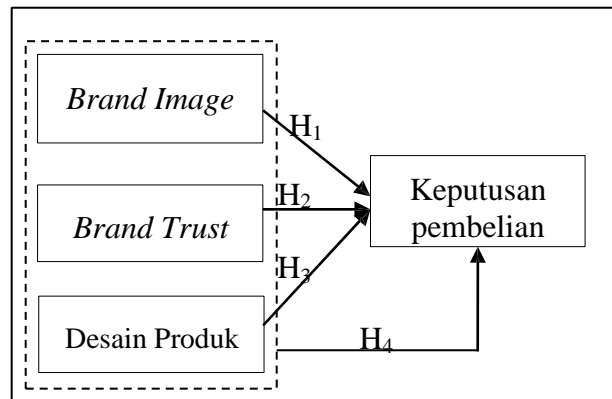 Brand Image
H1
Brand Trust
H2
Keputusan
pembelian
H3
Desain Produk
H4